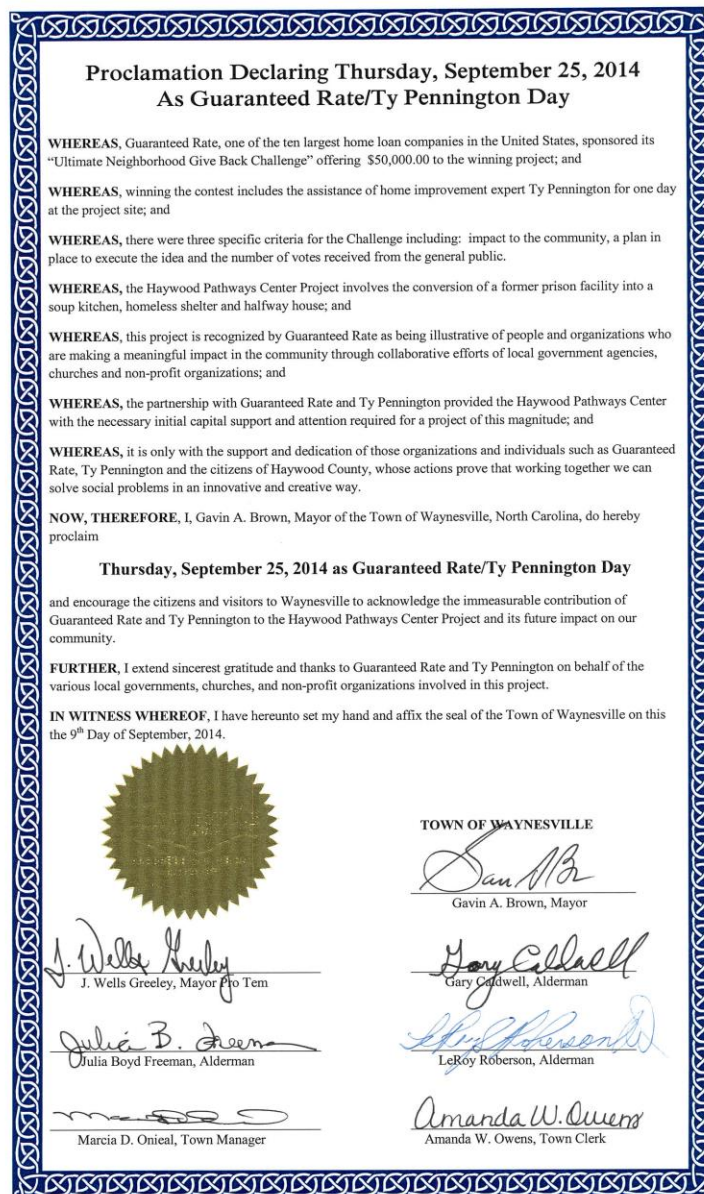 Proclamation Declaring Thursday, September 25, 2014
As Guaranteed Rate/Ty Pennington Day
WHEREAS, Guaranteed Rate, one of the ten largest home loan companies in the United States, sponsored its
“Ultimate Neighborhood Give Back Challenge” offering $50,000.00 to the winning project; and
WHEREAS, winning the contest includes the assistance of home improvement expert Ty Pennington for one day
at the project site; and
WHEREAS, there were three specific criteria for the Challenge including: impact to the community, a plan in
place to execute the idea and the number of votes received from the general public.
WHEREAS, the Haywood Pathways Center Project involves the conversion of a former prison facility into a
soup kitchen, homeless shelter and halfway house; and
WHEREAS, this project is recognized by Guaranteed Rate as being illustrative of people and organizations who
are making a meaningful impact in the community through collaborative efforts of local government agencies,
churches and non-profit organizations; and
WHEREAS, the partnership with Guaranteed Rate and Ty Pennington provided the Haywood Pathways Center
with the necessary initial capital support and attention required for a project of this magnitude; and
WHEREAS, it is only with the support and dedication of those organizations and individuals such as Guaranteed
Rate, Ty Pennington and the citizens of Haywood County, whose actions prove that working together we can
solve social problems in an innovative and creative way.
NOW, THEREFORE, I, Gavin A. Brown, Mayor of the Town of Waynesville, North Carolina, do hereby
proclaim
Thursday, September 25, 2014 as Guaranteed Rate/Ty Pennington Day
and encourage the citizens and visitors to Waynesville to acknowledge the immeasurable contribution of
Guaranteed Rate and Ty Pennington to the Haywood Pathways Center Project and its future impact on our
community.
FURTHER, I extend sincerest gratitude and thanks to Guaranteed Rate and Ty Pennington on behalf of the
various local governments, churches, and non-profit organizations involved in this project.
IN WITNESS WHEREOF, I have hereunto set my hand and affix the seal of the Town of Waynesville on this
the 9th Day of September, 2014.
TOWN OF WAYNESVILLE
Gavin A. Brown, Mayor
J. Wells Greeley
J. Wells Greeley, Mayor Pro Tem
Gary Caldwell
Gary Caldwell, Alderman
Julia B. Freeman
Julia Boyd Freeman, Alderman
LeRoy Roberson
LeRoy Roberson, Alderman
Marcia D. Onieal, Town Manager
Amanda W. Owens
Amanda W. Owens, Town Clerk